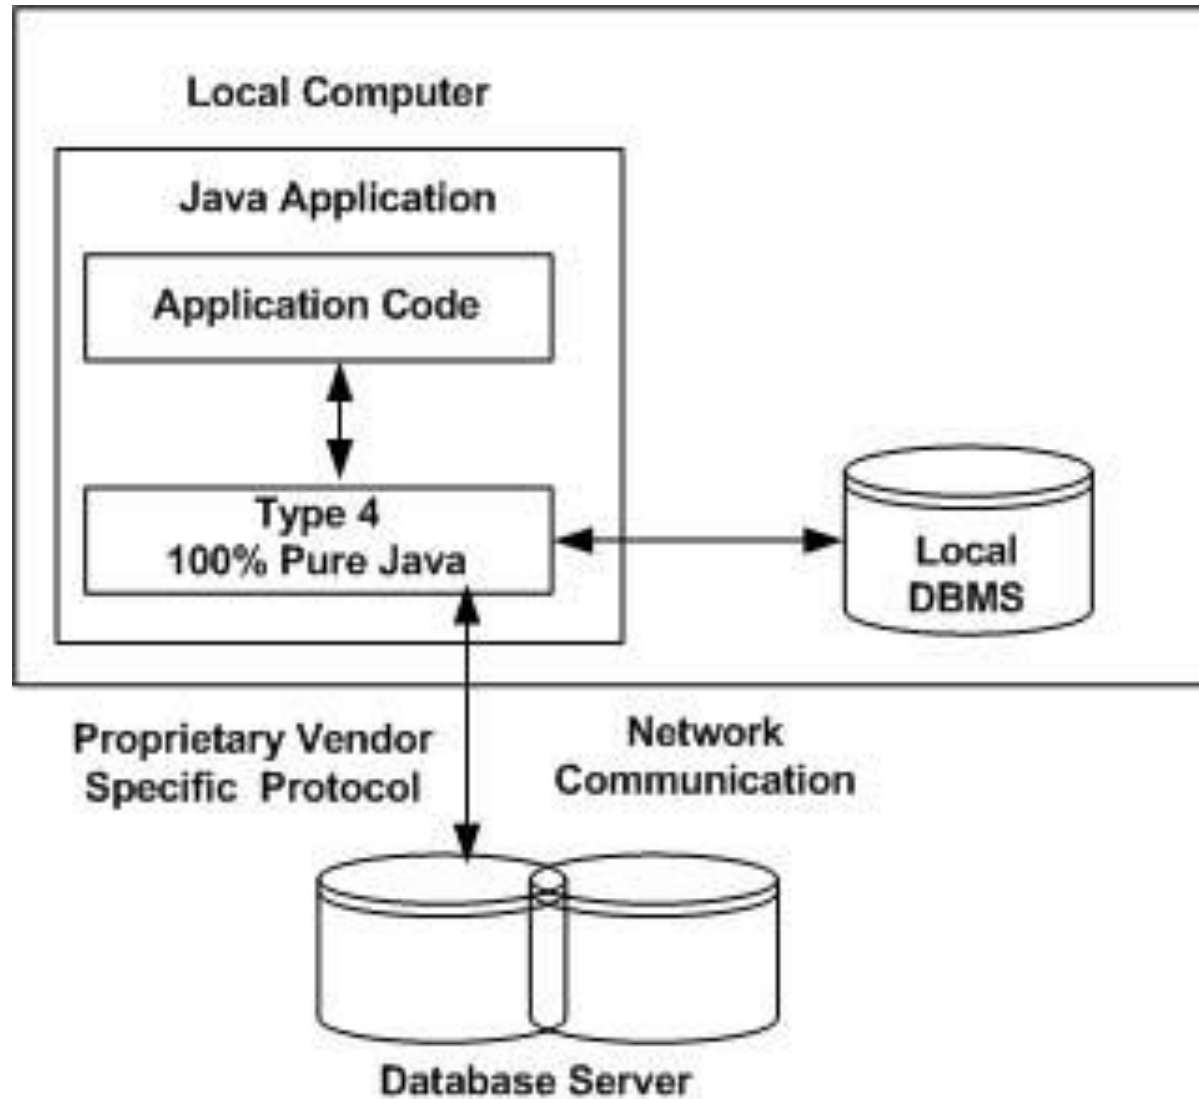 Local Computer
Java Application
Application Code
Type 4
100% Pure Java
Local
DBMS
Proprietary Vendor
Specific Protocol
Network
Communication
Database Server